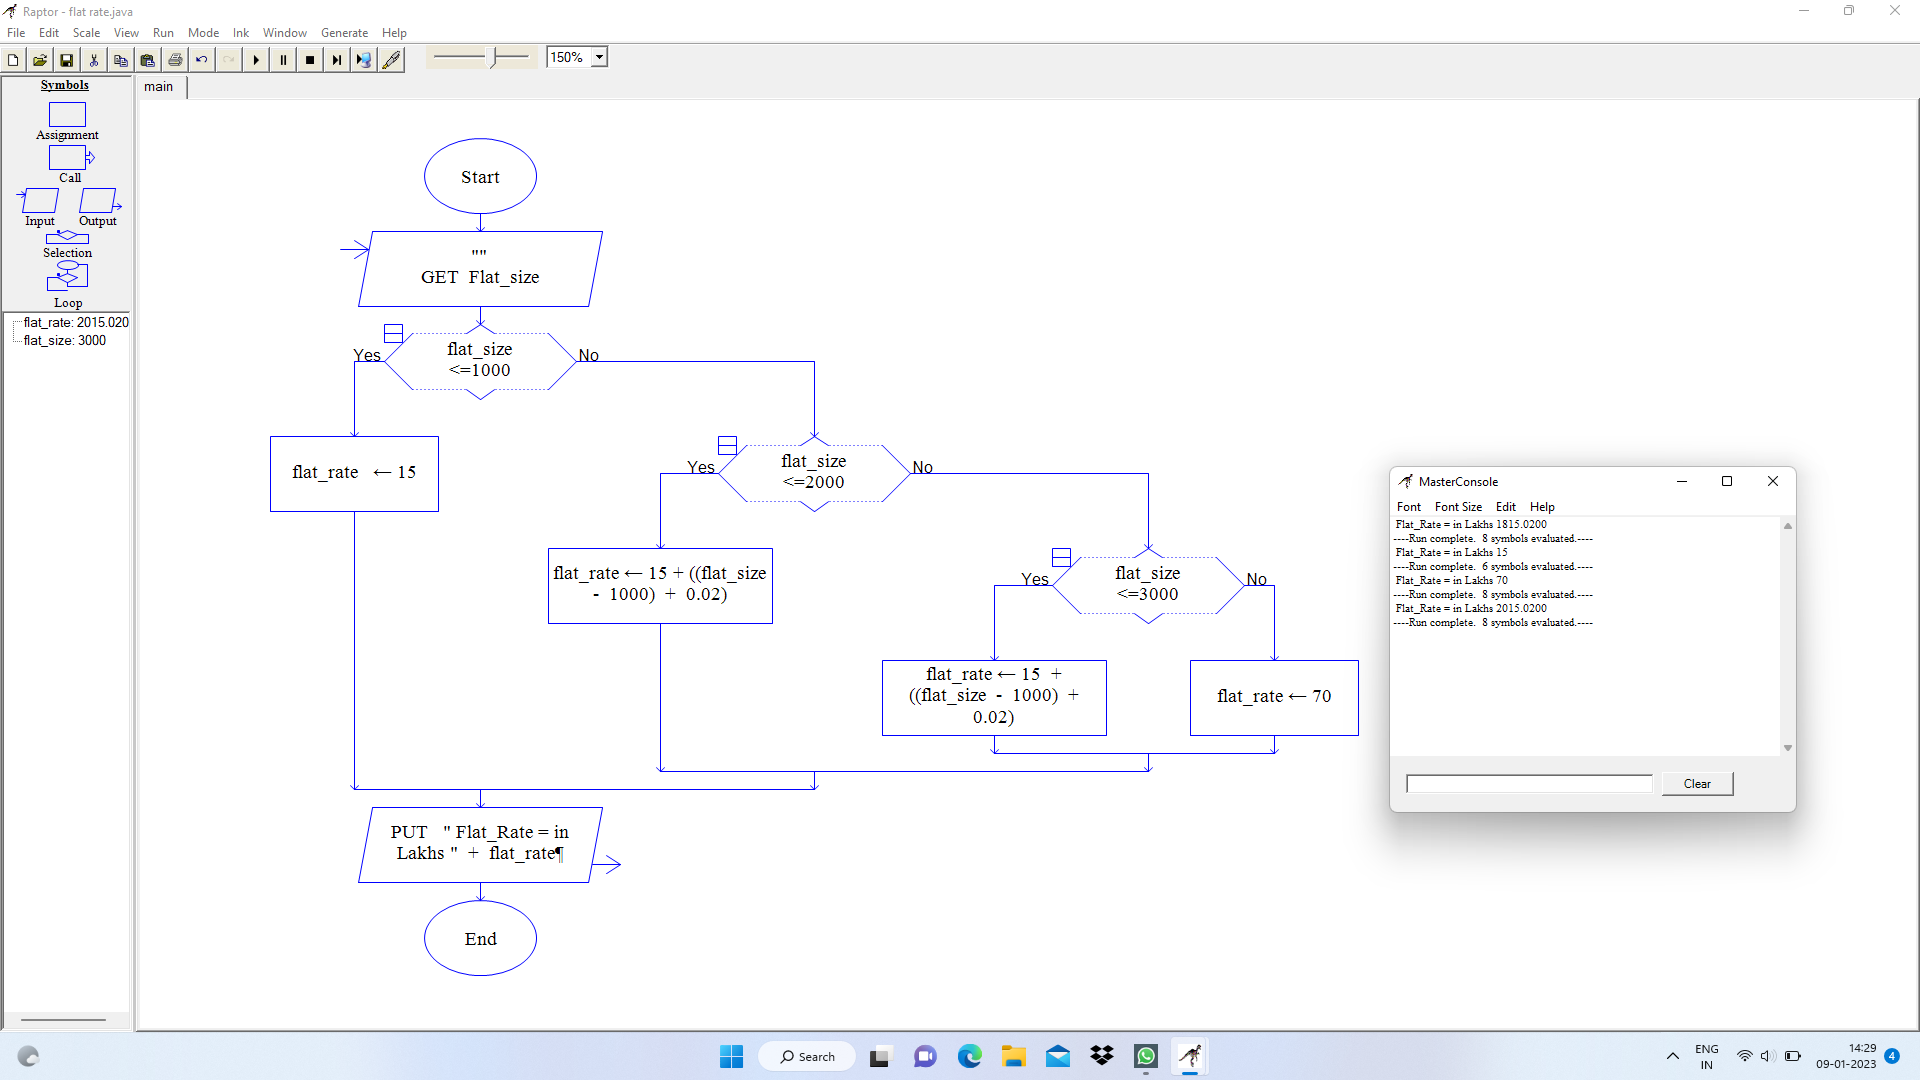 Raptor - flat rate.java
File Edit Scale View Run Mode Ink Window Generate Help
150%
Symbols
main
Assignment
Call
Input Output
Selection
Loop
flat_rate: 2015.020
flat_size: 3000
Start
""
GET Flat_size
flat_size
<=1000
Yes
No
flat_rate ← 15
flat_size
<=2000
Yes
No
flat_rate ← 15 + ((flat_size
- 1000) + 0.02)
flat_size
<=3000
Yes
No
flat_rate ← 15 +
((flat_size - 1000) +
0.02)
flat_rate ← 70
PUT " Flat_Rate = in
Lakhs " + flat_rate¶
End
MasterConsole
Font Font Size Edit Help
Flat_Rate = in Lakhs 1815.0200
----Run complete. 8 symbols evaluated.----
Flat_Rate = in Lakhs 15
----Run complete. 6 symbols evaluated.----
Flat_Rate = in Lakhs 70
----Run complete. 8 symbols evaluated.----
Flat_Rate = in Lakhs 2015.0200
----Run complete. 8 symbols evaluated.----
Clear
Search
ENG
IN
14:29
09-01-2023
4